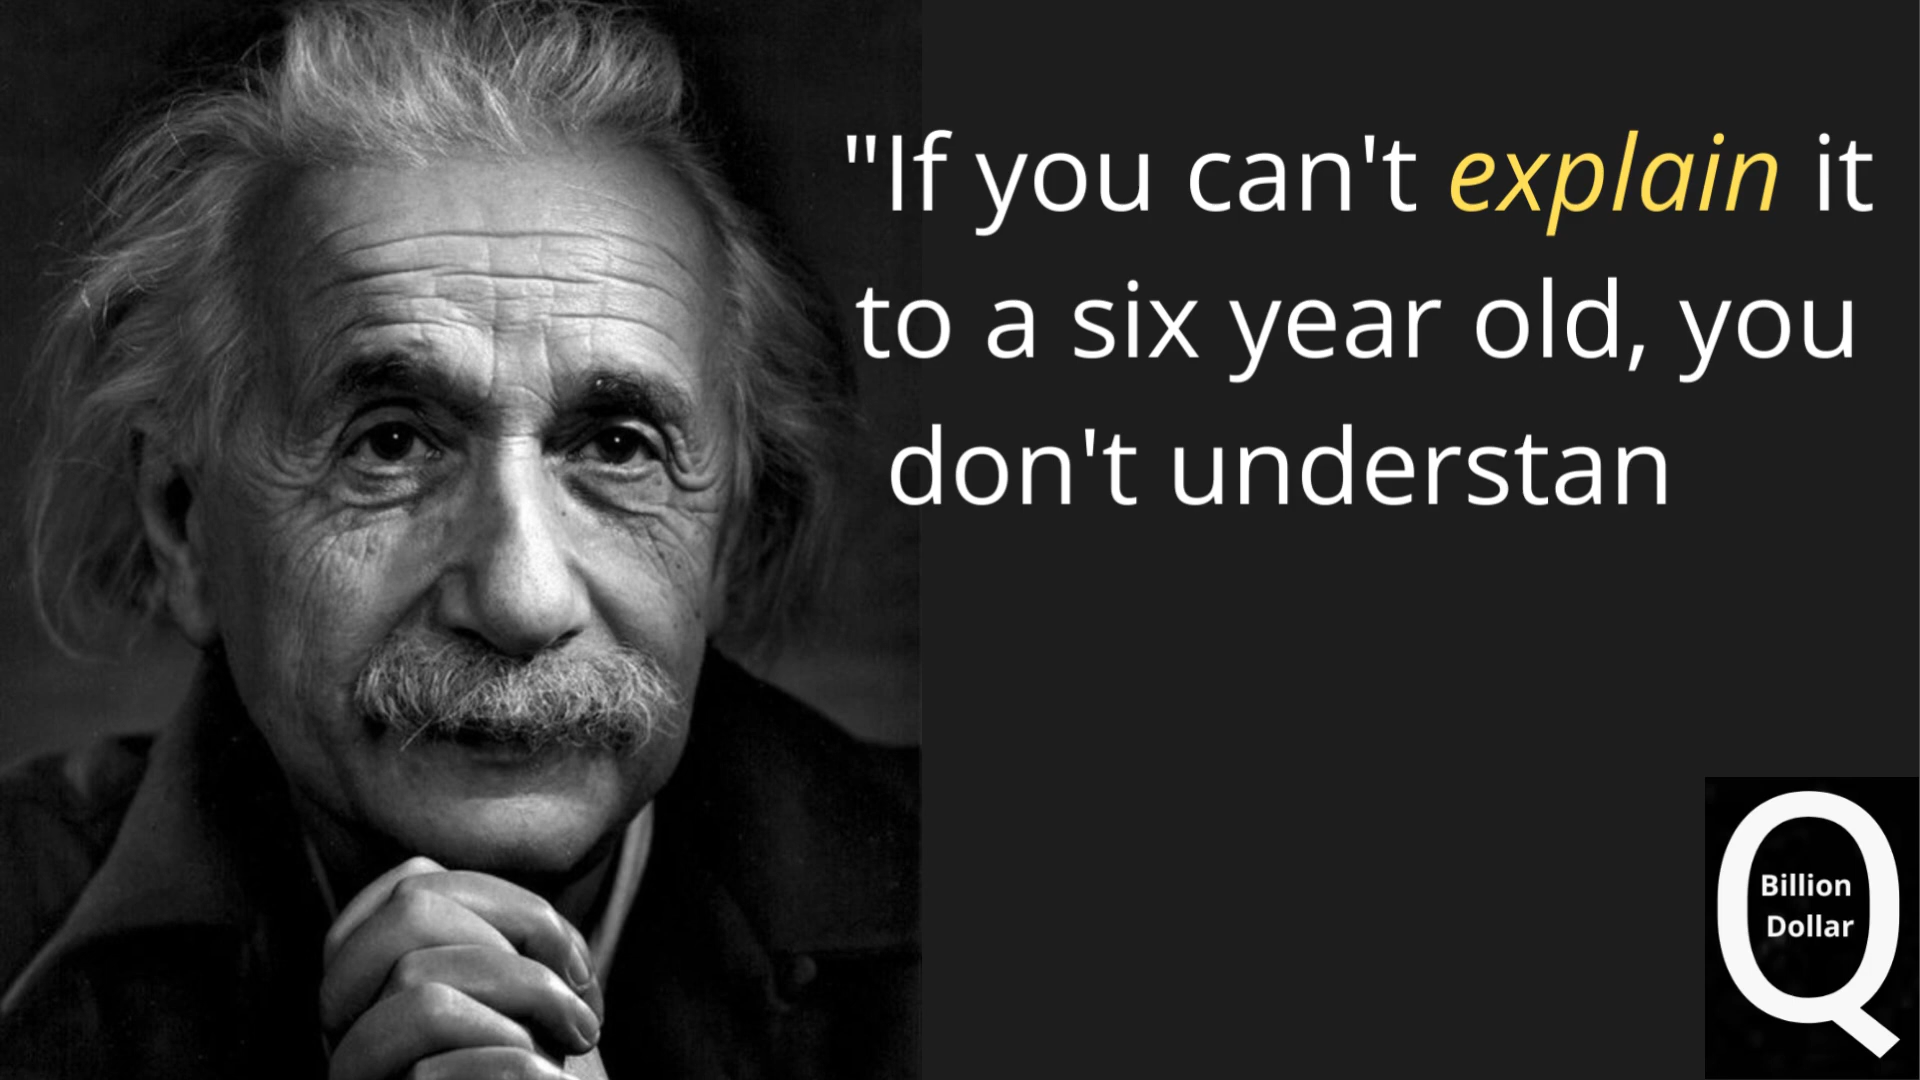 "If you can't explain it
to a six year old, you
don't understan
Q
Billion
Dollar